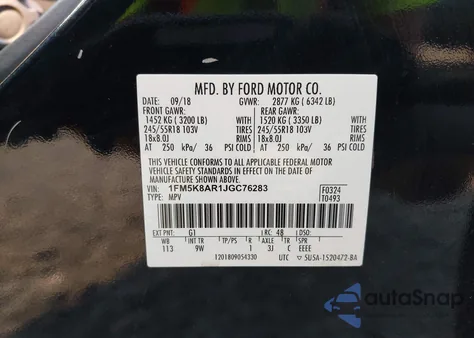 MFD. BY FORD MOTOR CO.
DATE: 09/18 GVWR: 2877 KG ( 6342 LB)
FRONT GAWR: REAR GAWR:
1452 KG ( 3200 LB) 1520 KG ( 3350 LB)
245/55R18 103V TIRES 245/55R18 103V TIRES
18x8.0J RIMS 18x8.0J RIMS
AT 250 kPa/ 36 PSI COLD AT 250 kPa/ 36 PSI COLD
THIS VEHICLE CONFORMS TO ALL APPLICABLE FEDERAL MOTOR
VEHICLE SAFETY AND THEFT PREVENTION STANDARDS IN
EFFECT ON THE DATE OF MANUFACTURE SHOWN ABOVE.
VIN: 1FM5K8AR1JGC76283 F0324
TYPE: MPV T0493
EXT PNT: G1 RC: 48 DSO:
WB INT TR TP/PS R AXLE TR SPR
113 9W 1 3J C EEEE
1201809054330 UTC 5U5A-1520472-BA
autoSnap